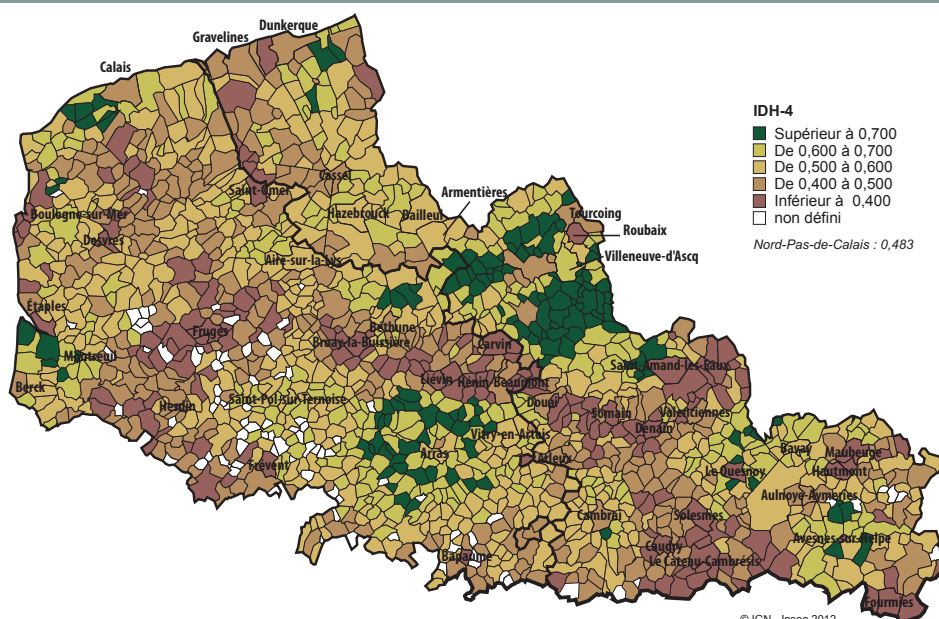 Dunkerque
Gravelines
Calais
IDH-4
Supérieur à 0,700
De 0,600 à 0,700
De 0,500 à 0,600
De 0,400 à 0,500
Inférieur à 0,400
non défini
Nord-Pas-de-Calais : 0,483
Cassel
Saint-Omer
Armentières
Hazebrouck
Bailleul
Tourcoing
Boulogne-sur-Mer
Roubaix
Desvres
Villeneuve-d'Ascq
Aire-sur-la-Lys
Étaples
Fruges
Béthune
Bruay-la-Buissière
Carvin
Montreuil
Saint-Amand-les-Eaux
Liévin
Hénin-Beaumont
Berck
Hesdin
Saint-Pol-sur-Ternoise
Douai
Somain
Valenciennes
Denain
Vitry-en-Artois
Arras
Arleux
Bavay
Maubeuge
Frévent
Le Quesnoy
Hautmont
Aulnoye-Aymeries
Cambrai
Solesmes
Avesnes-sur-Helpe
Bapaume
Caudry
Le Cateau-Cambrésis
Fourmies
© IGN - Insee 2012